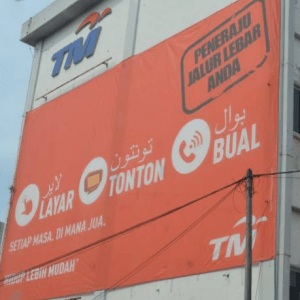 TM
PENERAJU
JALUR LEBAR
ANDA
لاير
LAYAR
تونتون
TONTON
بوال
BUAL
SETIAP MASA. DI MANA JUA.
TM
HIDUP LEBIH MUDAH